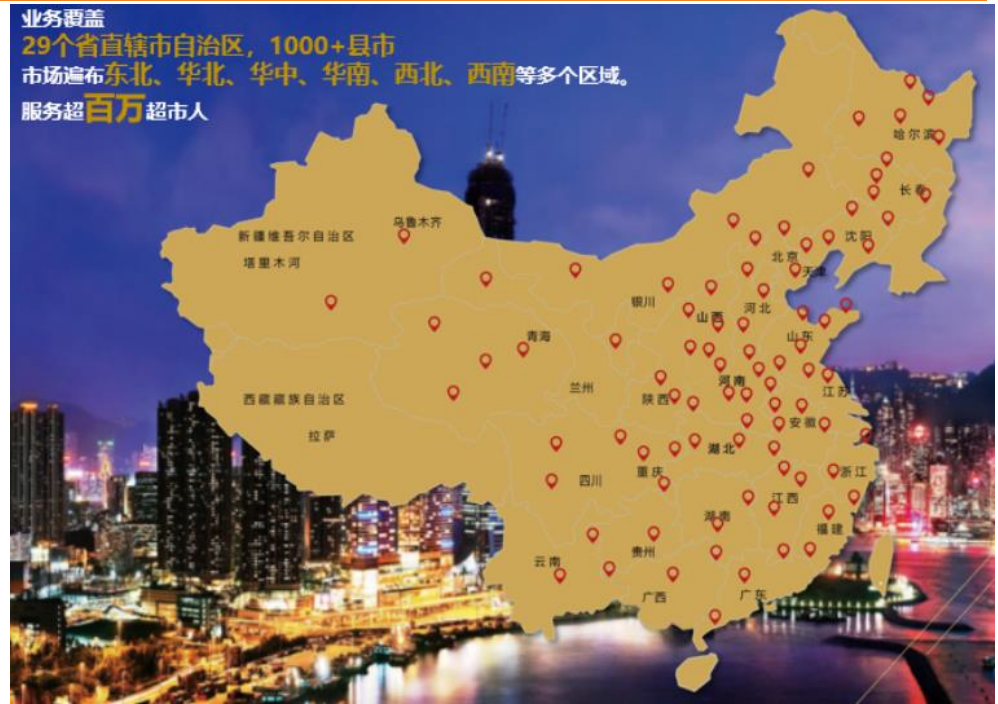 业务覆盖
29个省直辖市自治区，1000+县市
市场遍布东北、华北、华中、华南、西北、西南等多个区域。
服务超百万超市人
哈尔滨
长春
乌鲁木齐
新疆维吾尔自治区
沈阳
北京
塔里木河
天津
银川
河北
山西
青海
山东
河南
兰州
江苏
西藏藏族自治区
陕西
安徽
拉萨
湖北
重庆
浙江
四川
江西
湖南
福建
贵州
云南
广西
广东